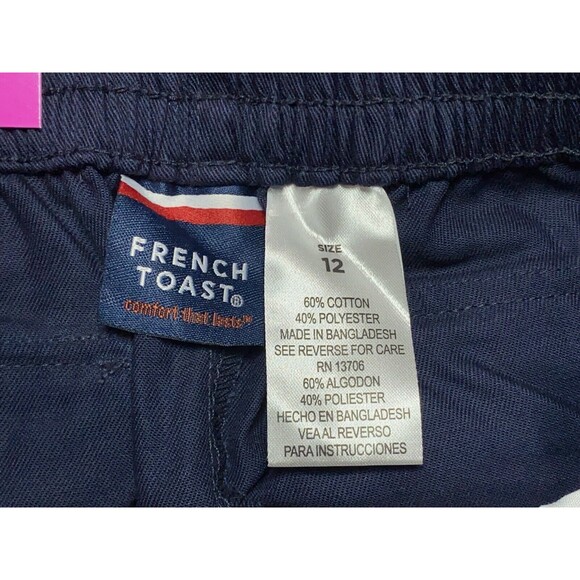 FRENCH
TOAST®
comfort that lasts™
SIZE
12
60% COTTON
40% POLYESTER
MADE IN BANGLADESH
SEE REVERSE FOR CARE
RN 13706
60% ALGODON
40% POLIESTER
HECHO EN BANGLADESH
VEA AL REVERSO
PARA INSTRUCCIONES